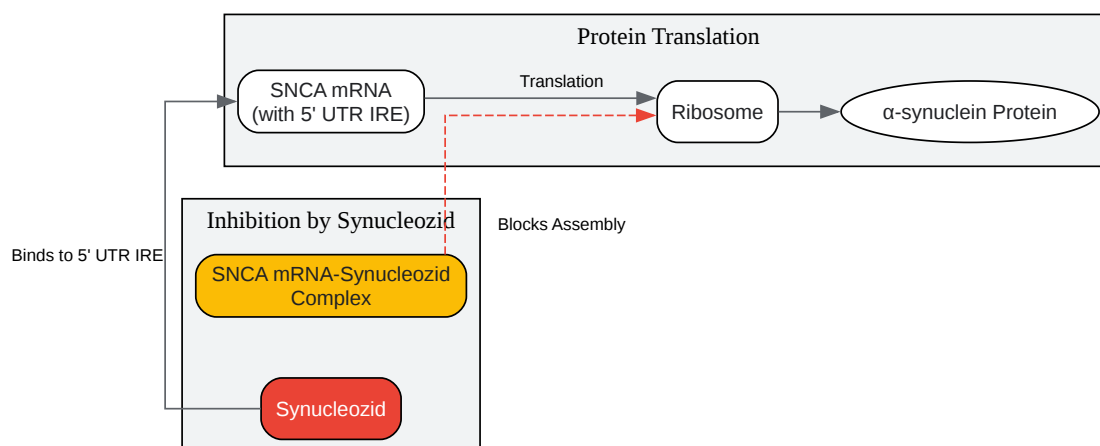 Protein Translation
SNCA mRNA
(with 5' UTR IRE)
Translation
Ribosome
α-synuclein Protein
Inhibition by Synucleozid
Blocks Assembly
Binds to 5' UTR IRE
SNCA mRNA-Synucleozid
Complex
Synucleozid